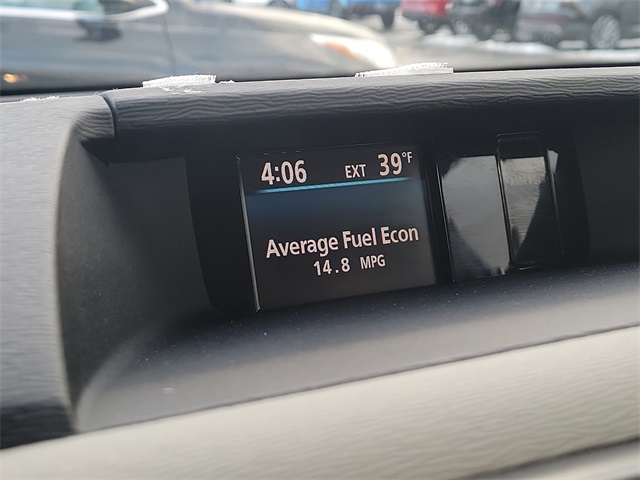 4:06 EXT 39°F
Average Fuel Econ
14.8 MPG